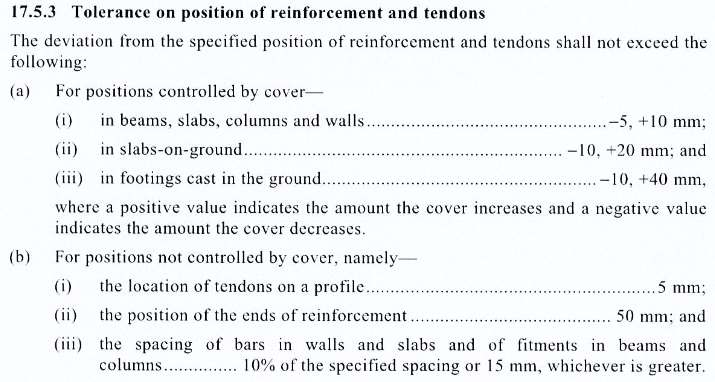 17.5.3 Tolerance on position of reinforcement and tendons
The deviation from the specified position of reinforcement and tendons shall not exceed the
following:
(a) For positions controlled by cover—
(i) in beams, slabs, columns and walls................................................−5, +10 mm;
(ii) in slabs-on-ground................................................................ −10, +20 mm; and
(iii) in footings cast in the ground...................................................... −10, +40 mm,
where a positive value indicates the amount the cover increases and a negative value
indicates the amount the cover decreases.
(b) For positions not controlled by cover, namely—
(i) the location of tendons on a profile.......................................................... 5 mm;
(ii) the position of the ends of reinforcement ........................................ 50 mm; and
(iii) the spacing of bars in walls and slabs and of fitments in beams and
columns............... 10% of the specified spacing or 15 mm, whichever is greater.